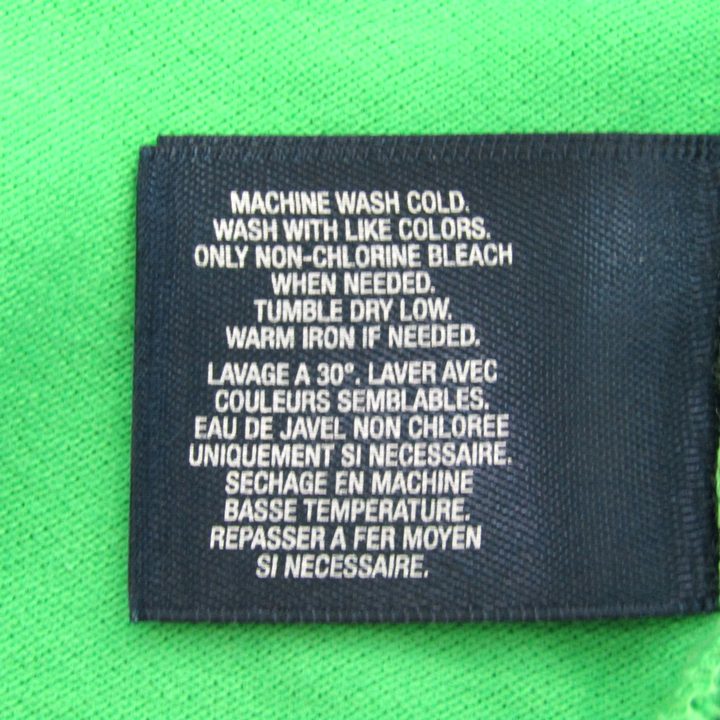 MACHINE WASH COLD.
WASH WITH LIKE COLORS.
ONLY NON-CHLORINE BLEACH
WHEN NEEDED.
TUMBLE DRY LOW.
WARM IRON IF NEEDED.
LAVAGE A 30°. LAVER AVEC
COULEURS SEMBLABLES.
EAU DE JAVEL NON CHLOREE
UNIQUEMENT SI NECESSAIRE.
SECHAGE EN MACHINE
BASSE TEMPERATURE.
REPASSER A FER MOYEN
SI NECESSAIRE.